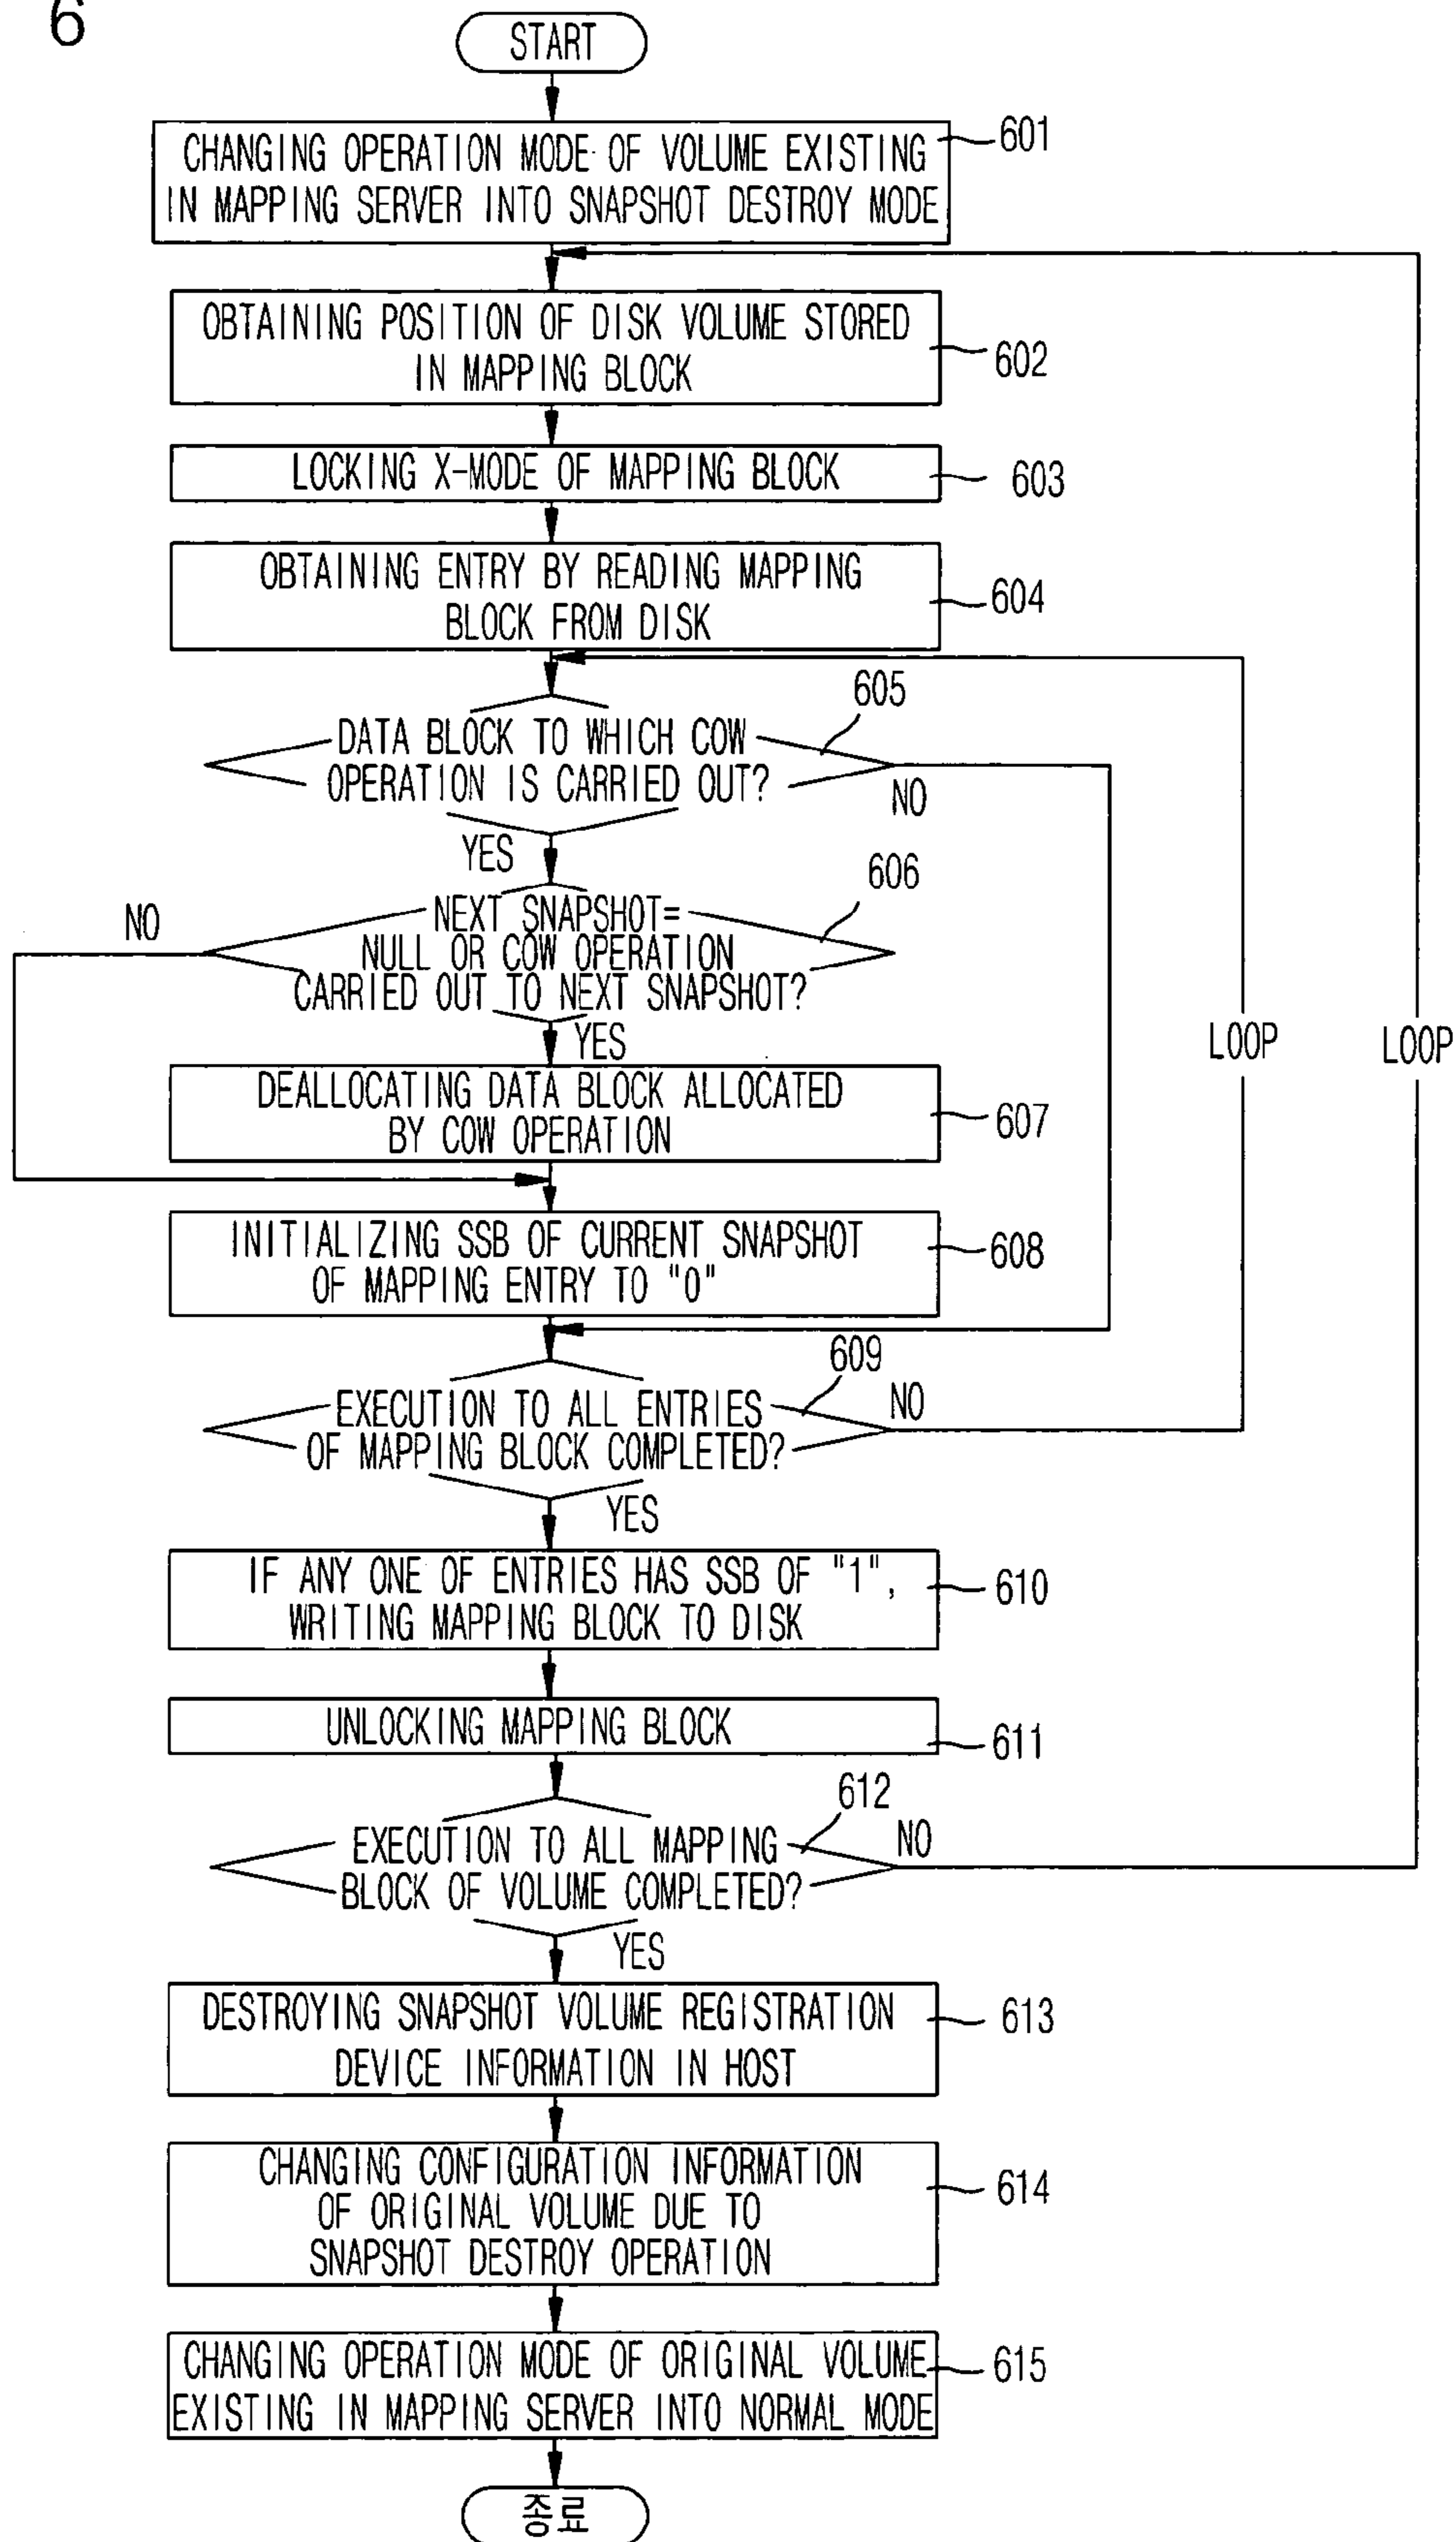 6
START
CHANGING OPERATION MODE OF VOLUME EXISTING
IN MAPPING SERVER INTO SNAPSHOT DESTROY MODE
601
OBTAINING POSITION OF DISK VOLUME STORED
IN MAPPING BLOCK
602
LOCKING X-MODE OF MAPPING BLOCK
603
OBTAINING ENTRY BY READING MAPPING
BLOCK FROM DISK
604
605
DATA BLOCK TO WHICH COW
OPERATION IS CARRIED OUT?
NO
YES
606
NO
NEXT SNAPSHOT=
NULL OR COW OPERATION
CARRIED OUT TO NEXT SNAPSHOT?
YES
LOOP
LOOP
DEALLOCATING DATA BLOCK ALLOCATED
BY COW OPERATION
607
INITIALIZING SSB OF CURRENT SNAPSHOT
OF MAPPING ENTRY TO "0"
608
609
EXECUTION TO ALL ENTRIES
OF MAPPING BLOCK COMPLETED?
NO
YES
IF ANY ONE OF ENTRIES HAS SSB OF "1",
WRITING MAPPING BLOCK TO DISK
610
UNLOCKING MAPPING BLOCK
611
612
EXECUTION TO ALL MAPPING
BLOCK OF VOLUME COMPLETED?
NO
YES
DESTROYING SNAPSHOT VOLUME REGISTRATION
DEVICE INFORMATION IN HOST
613
CHANGING CONFIGURATION INFORMATION
OF ORIGINAL VOLUME DUE TO
SNAPSHOT DESTROY OPERATION
614
CHANGING OPERATION MODE OF ORIGINAL VOLUME
EXISTING IN MAPPING SERVER INTO NORMAL MODE
615
종료